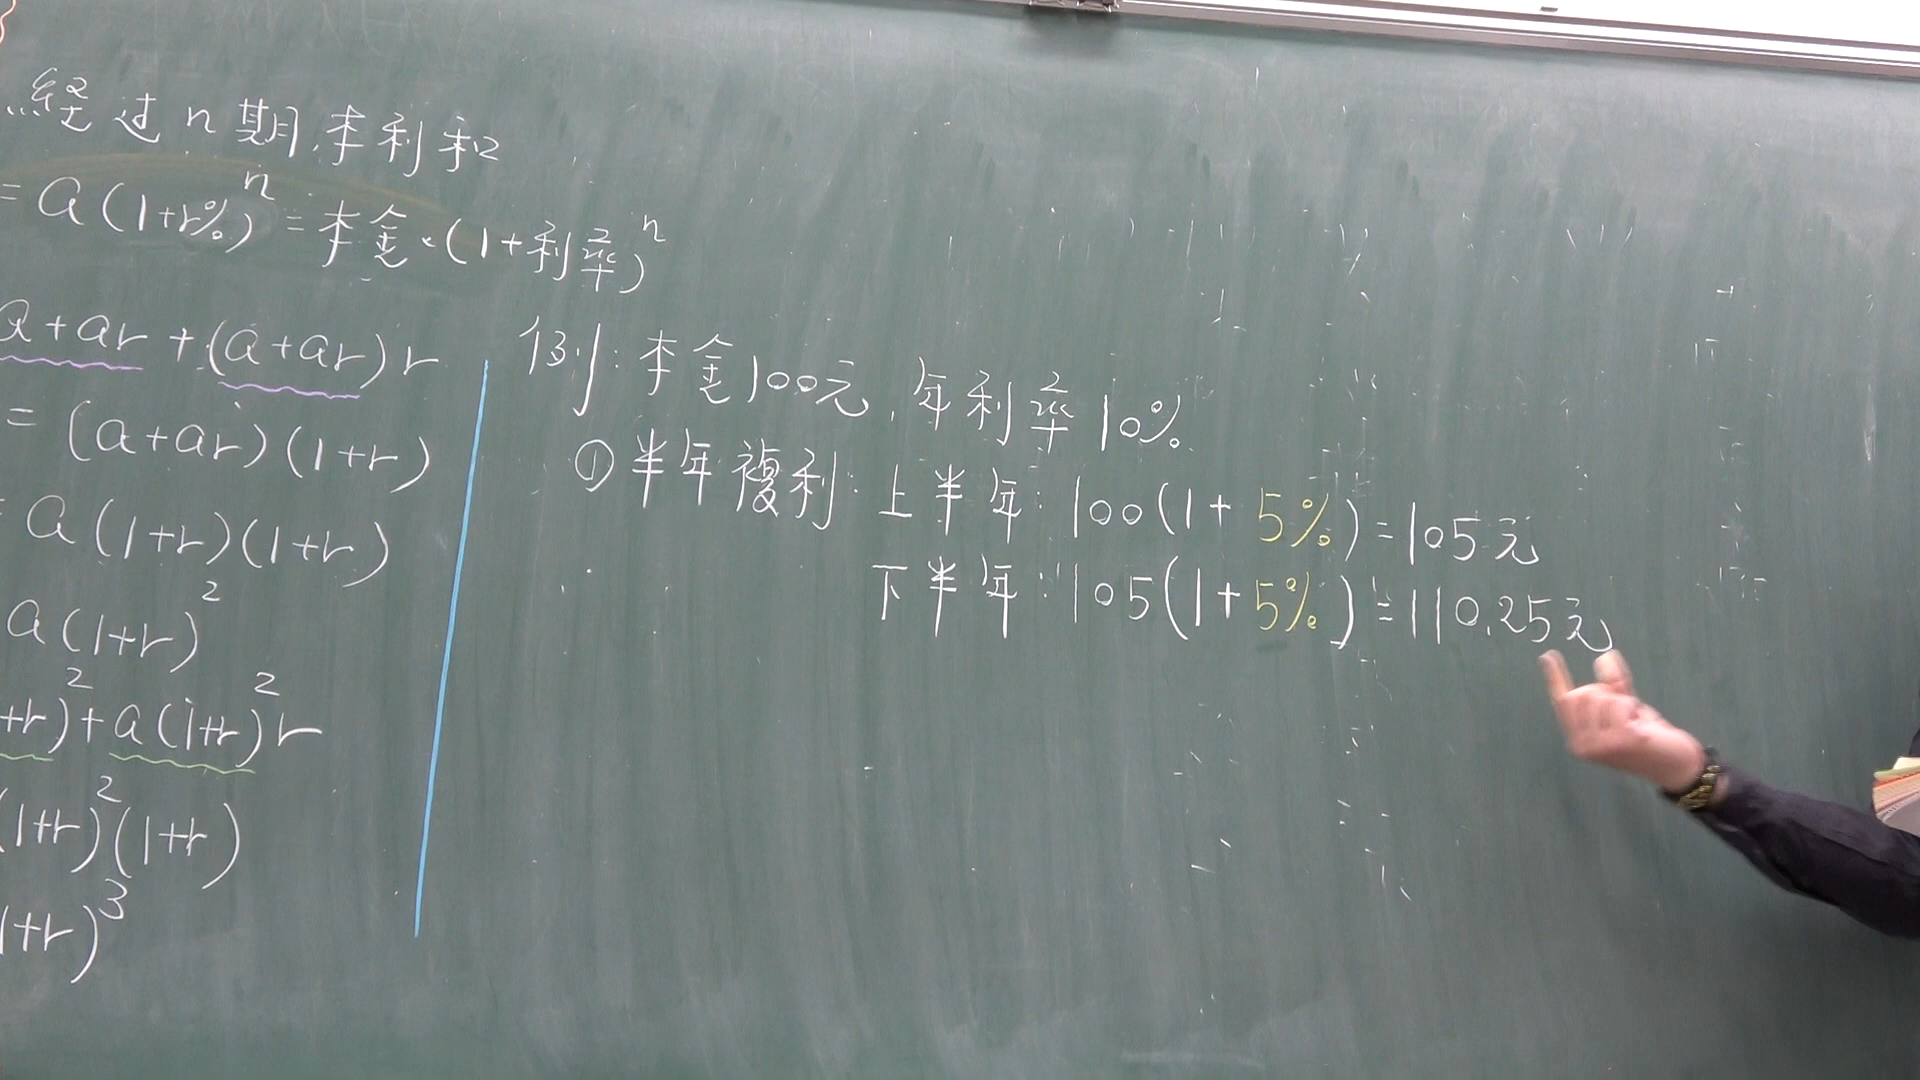 經过n期,本利和
=a(1+r%)ⁿ=本金·(1+利率)ⁿ
a+ar+(a+ar)r
=(a+ar)(1+r)
=a(1+r)(1+r)
a(1+r)²
+r)²+a(1+r)²r
(1+r)²(1+r)
1+r)³
例:本金100元,年利率10%
①半年複利:上半年:100(1+5%)=105元
下半年:105(1+5%)=110.25元